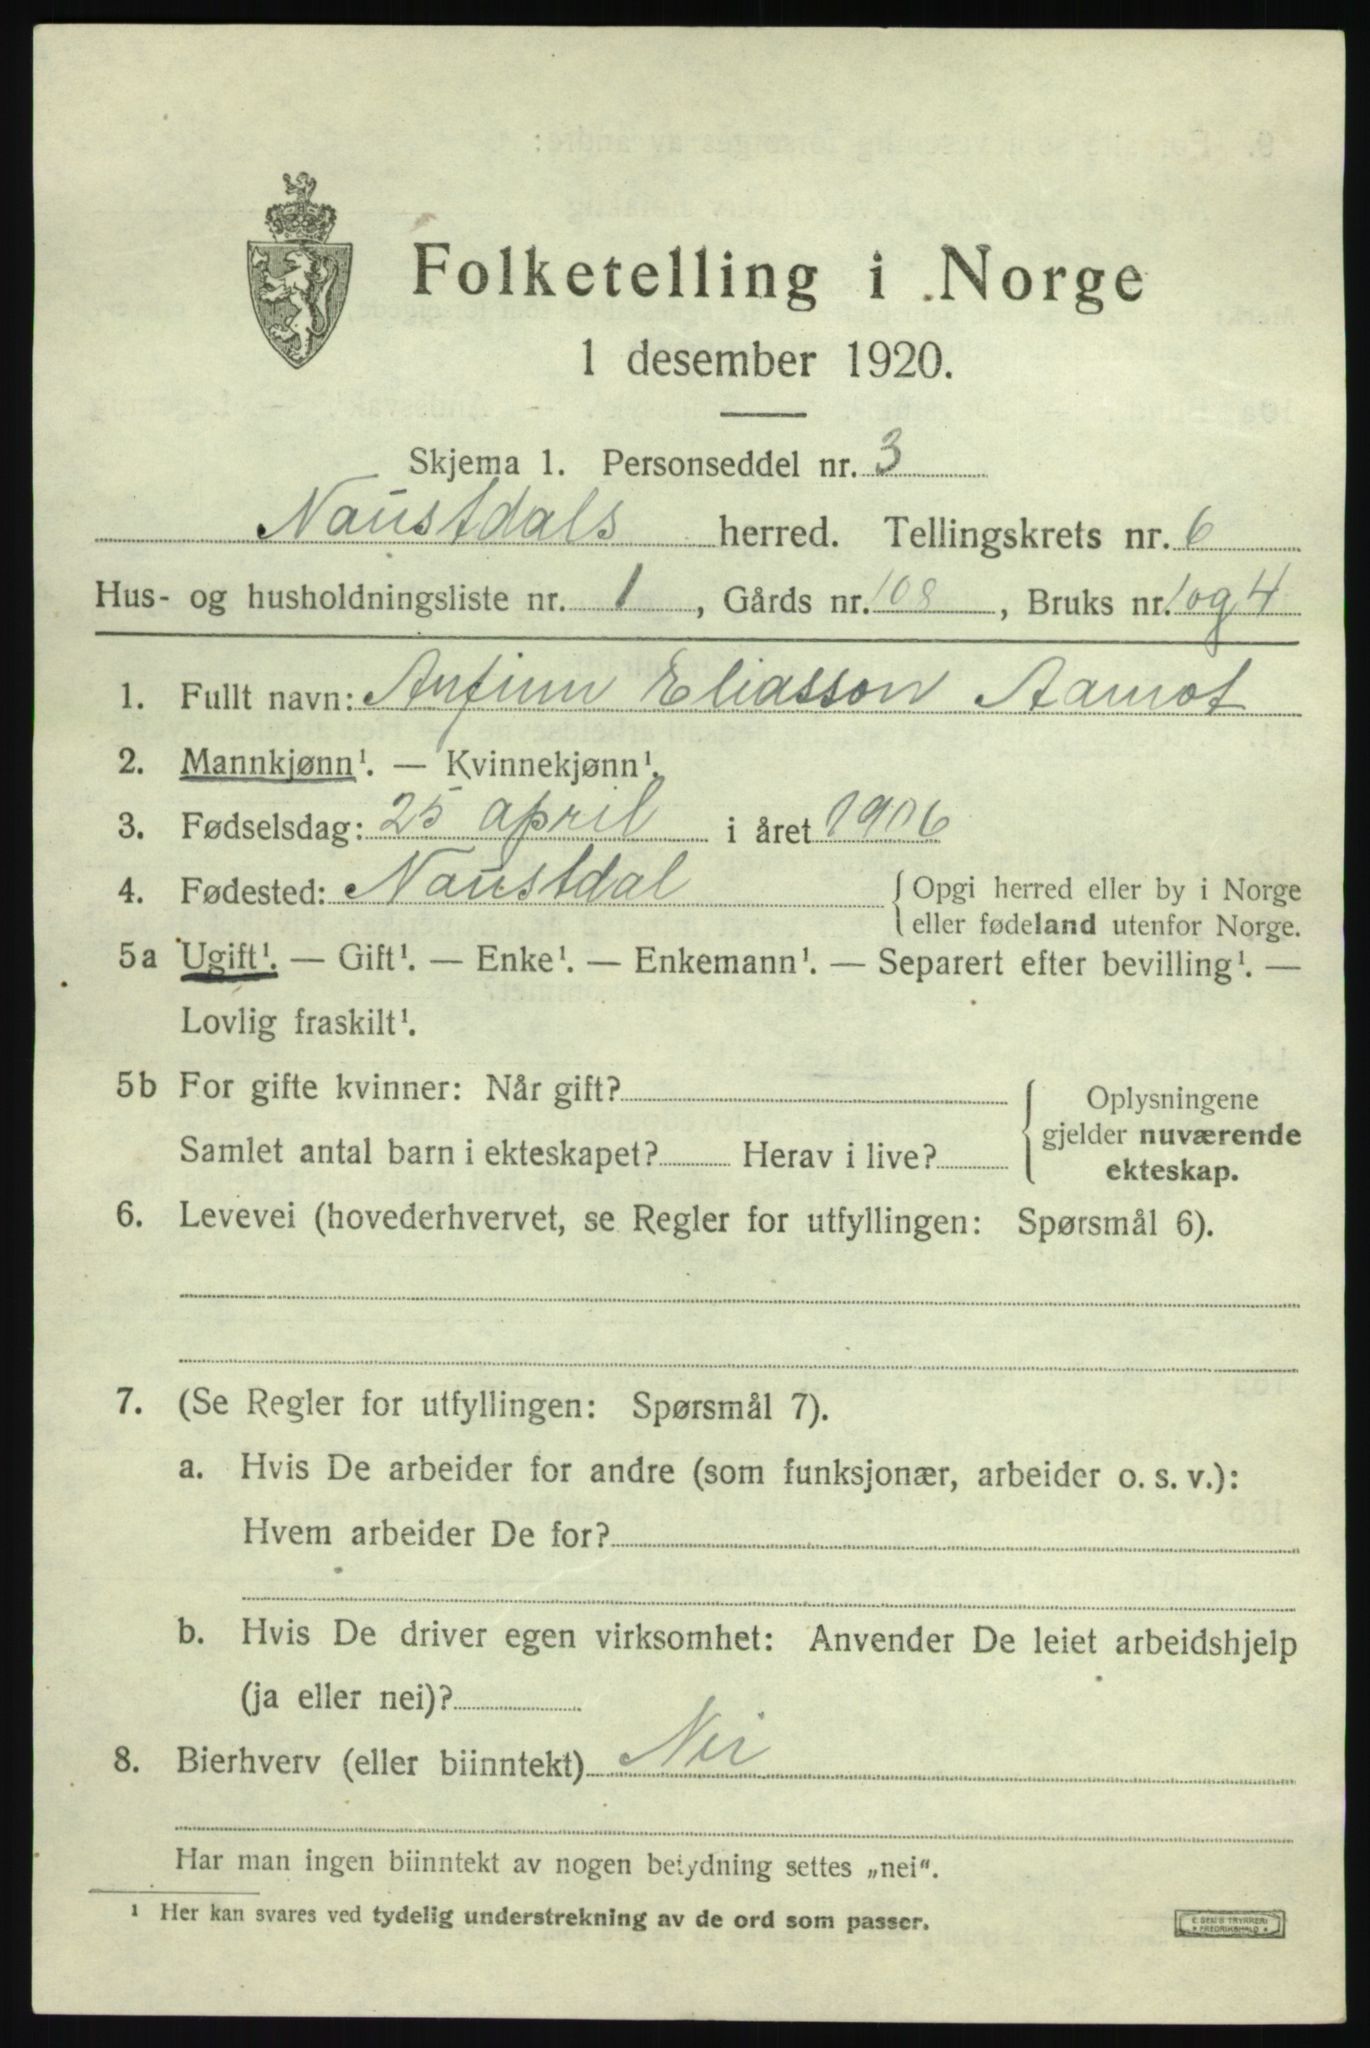 Folketelling i Norge
1 desember 1920.
Skjema 1. Personseddel nr. 3
Naustdals herred. Tellingskrets nr. 6
Hus- og husholdningsliste nr. 1, Gårds nr. 108, Bruks nr. 1 og 4
1. Fullt navn: Anfinn Eliasson Aamot
2. Mannkjønn¹. — Kvinnekjønn¹.
3. Fødselsdag: 25 april i året 1906
4. Fødested: Naustdal { Opgi herred eller by i Norge
eller fødeland utenfor Norge.
5a Ugift¹. — Gift¹. — Enke¹. — Enkemann¹. — Separert efter bevilling¹. —
Lovlig fraskilt¹.
5b For gifte kvinner: Når gift? { Oplysningene
gjelder nuværende
Samlet antal barn i ekteskapet? Herav i live? ekteskap.
6. Levevei (hovederhvervet, se Regler for utfyllingen: Spørsmål 6).
7. (Se Regler for utfyllingen: Spørsmål 7).
a. Hvis De arbeider for andre (som funksjonær, arbeider o. s. v.):
Hvem arbeider De for?
b. Hvis De driver egen virksomhet: Anvender De leiet arbeidshjelp
(ja eller nei)?
8. Bierhverv (eller biinntekt) Nei
Har man ingen biinntekt av nogen betydning settes „nei“.
¹ Her kan svares ved tydelig understrekning av de ord som passer.
E. SEM'S TRYKKERI
FREDRIKSHALD